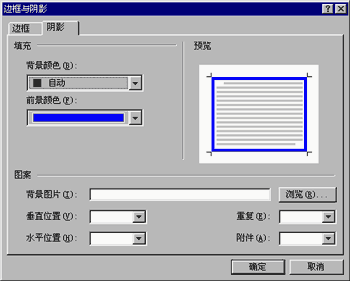 边框与阴影
边框 阴影
填充 预览
背景颜色(B):
自动
前景颜色(F):
图案
背景图片(I): 浏览(R)...
垂直位置(V): 重复(E):
水平位置(H): 附件(A):
确定 取消